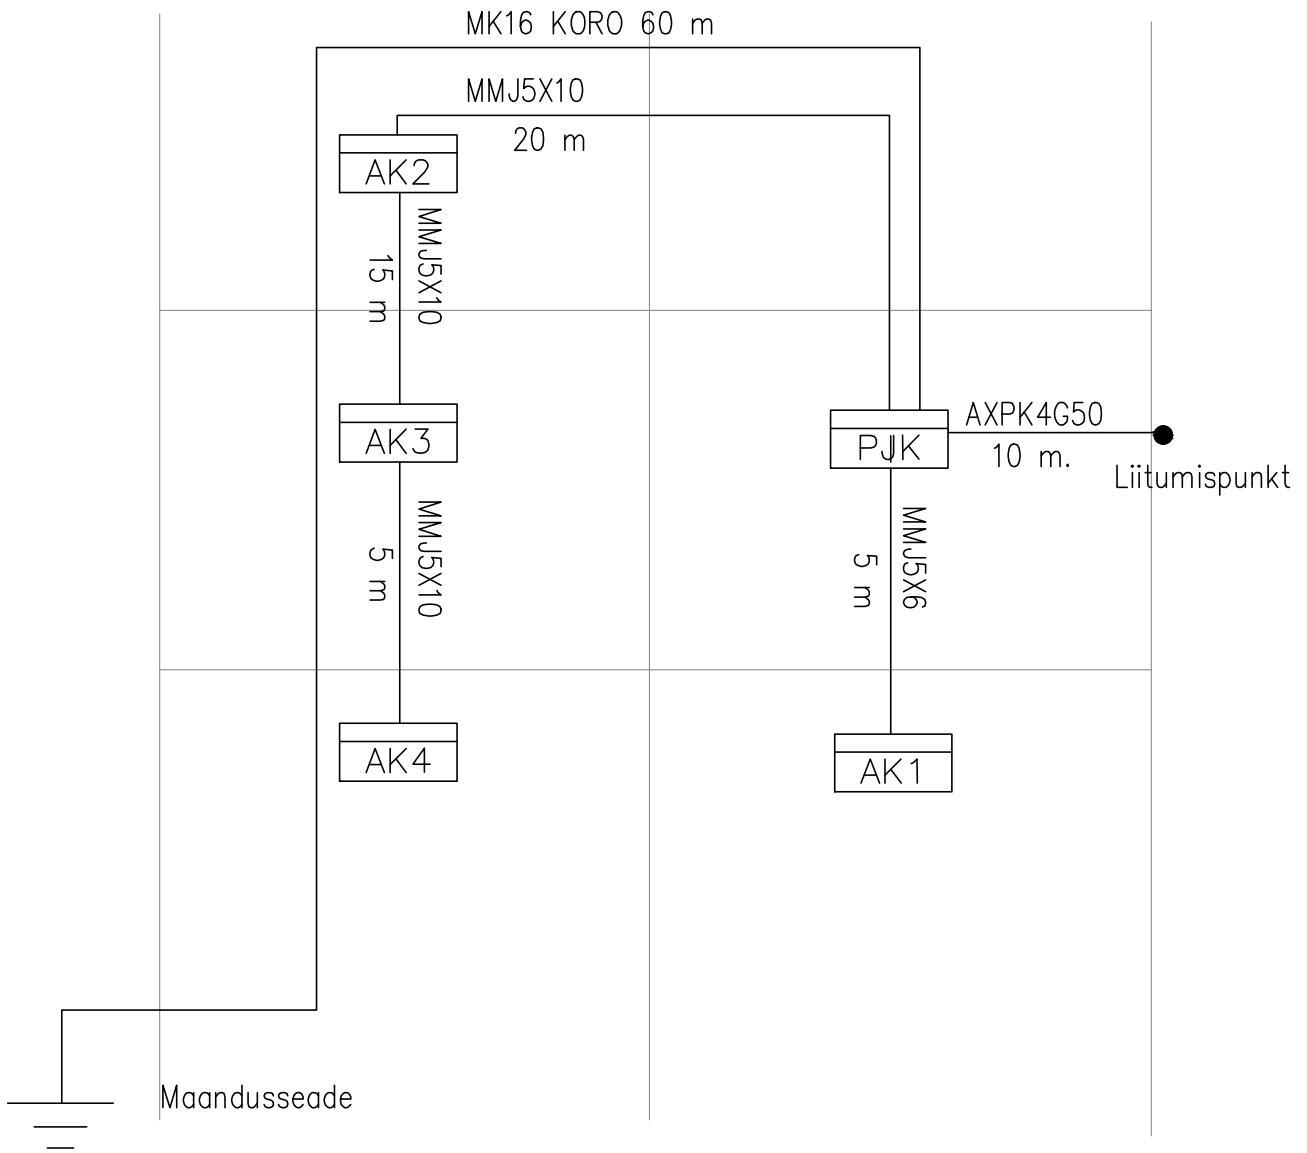 MK16 KORO 60 m
MMJ5X10
20 m
AK2
MMJ5X10
15 m
AK3
MMJ5X10
5 m
AK4
PJK
AXPK4G50
10 m.
Liitumispunkt
MMJ5X6
5 m
AK1
Maandusseade